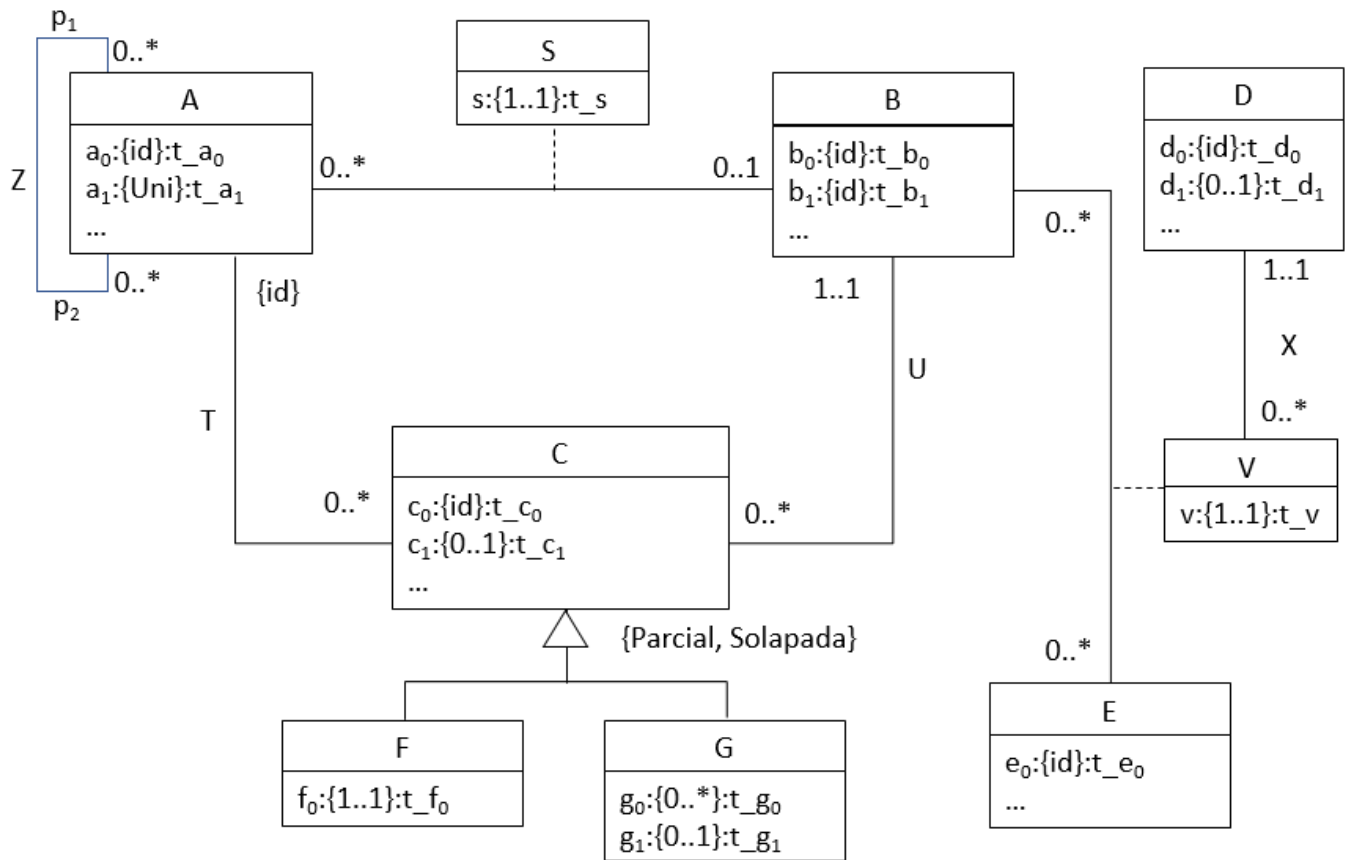 p₁
0..*
Z
A
a₀:{id}:t_a₀
a₁:{Uni}:t_a₁
...
0..*
p₂
S
s:{1..1}:t_s
0..*
0..1
B
b₀:{id}:t_b₀
b₁:{id}:t_b₁
...
0..*
D
d₀:{id}:t_d₀
d₁:{0..1}:t_d₁
...
1..1
X
0..*
V
v:{1..1}:t_v
{id}
T
0..*
1..1
U
0..*
C
c₀:{id}:t_c₀
c₁:{0..1}:t_c₁
...
{Parcial, Solapada}
F
f₀:{1..1}:t_f₀
G
g₀:{0..*}:t_g₀
g₁:{0..1}:t_g₁
0..*
E
e₀:{id}:t_e₀
...